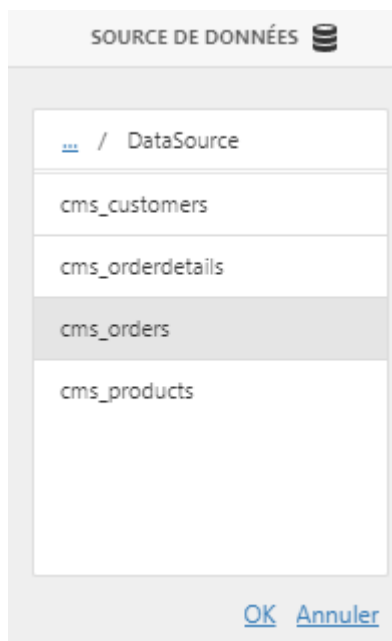 SOURCE DE DONNÉES
... / DataSource
cms_customers
cms_orderdetails
cms_orders
cms_products
OK Annuler